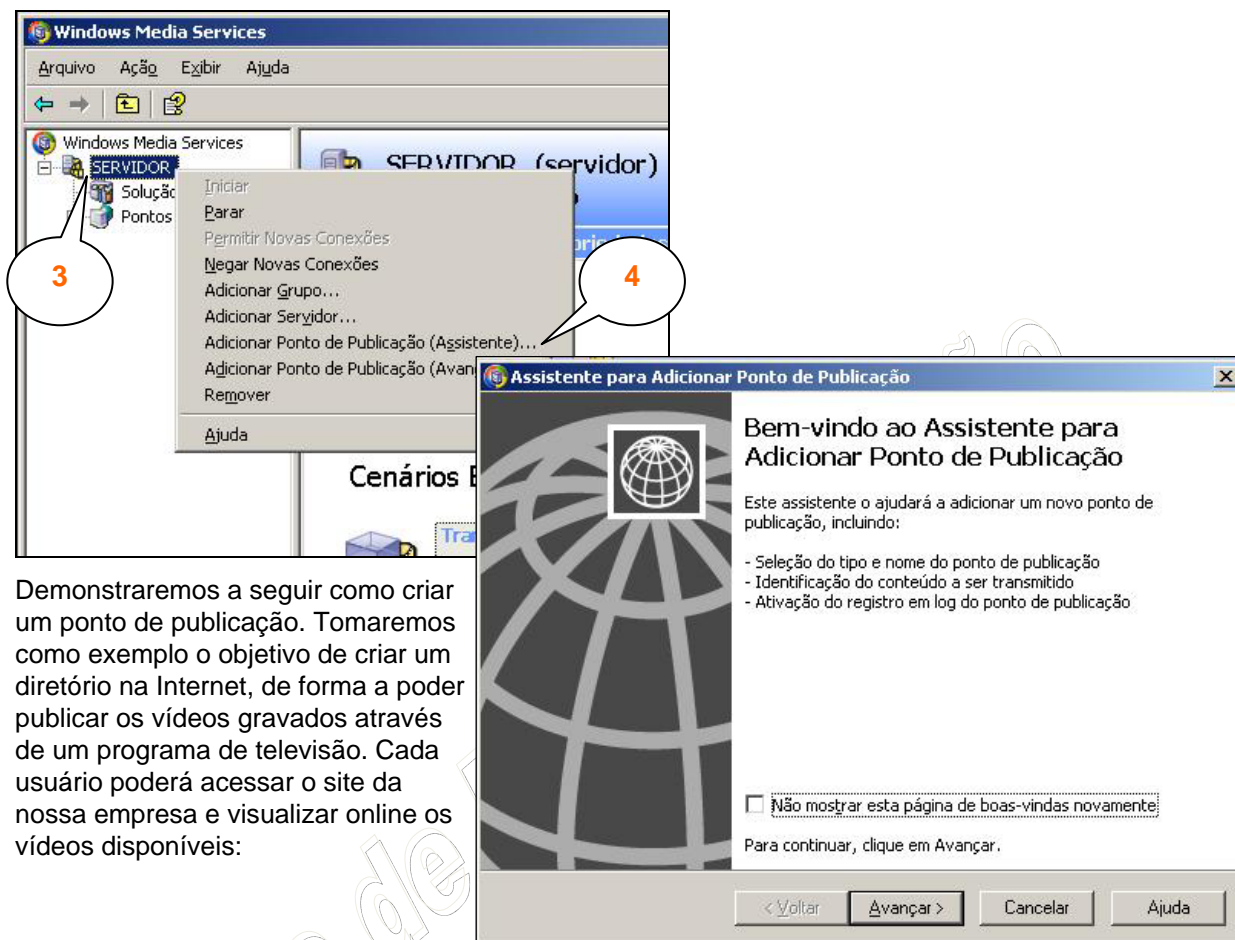 Windows Media Services
Arquivo Ação Exibir Ajuda
Windows Media Services
SERVIDOR
SERVIDOR (servidor)
Pontos
Iniciar
Parar
Permitir Novas Conexões
Negar Novas Conexões
Adicionar Grupo...
Adicionar Servidor...
Adicionar Ponto de Publicação (Assistente)...
Adicionar Ponto de Publicação
Remover
Ajuda
3
4
Cenários
Assistente para Adicionar Ponto de Publicação
Bem-vindo ao Assistente para
Adicionar Ponto de Publicação
Este assistente o ajudará a adicionar um novo ponto de
publicação, incluindo:
- Seleção do tipo e nome do ponto de publicação
- Identificação do conteúdo a ser transmitido
- Ativação do registro em log do ponto de publicação
Não mostrar esta página de boas-vindas novamente
Para continuar, clique em Avançar.
< Voltar Avançar > Cancelar Ajuda
Demonstraremos a seguir como criar
um ponto de publicação. Tomaremos
como exemplo o objetivo de criar um
diretório na Internet, de forma a poder
publicar os vídeos gravados através
de um programa de televisão. Cada
usuário poderá acessar o site da
nossa empresa e visualizar online os
vídeos disponíveis:
de